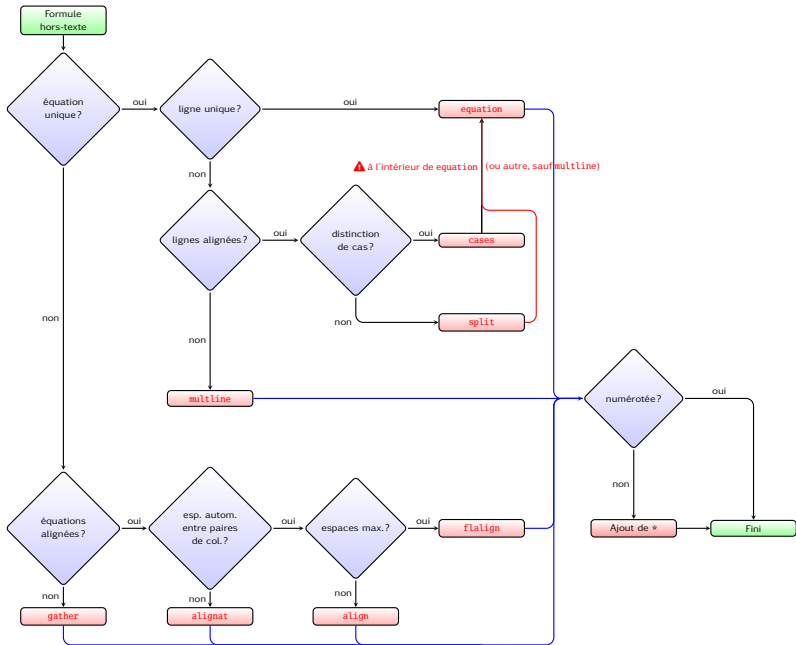 Formule
hors-texte
équation
unique?
oui
ligne unique?
oui
equation
non
à l'intérieur de equation (ou autre, sauf multline)
lignes alignées?
oui
distinction
de cas?
oui
cases
non
non
split
non
multline
numérotée?
oui
non
Ajout de *
Fini
équations
alignées?
oui
esp. autom.
entre paires
de col.?
oui
espaces max.?
oui
flalign
non
non
non
gather
alignat
align